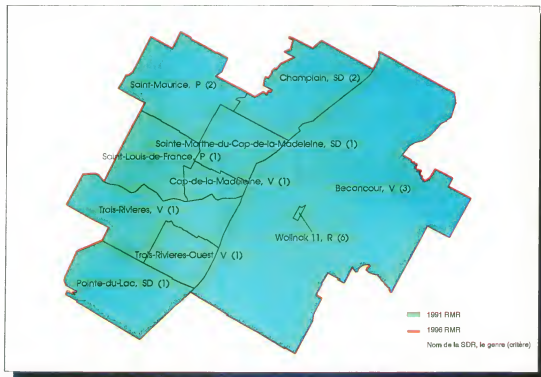 Champlain, SD (2)
Saint-Maurice, P (2)
Sainte-Marthe-du-Cap-de-la-Madeleine, SD (1)
Saint-Louis-de-France, P (1)
Cap-de-la-Madeleine, V (1)
Becancour, V (3)
Trois-Rivieres, V (1)
Wolinak 11, R (6)
Trois-Rivieres-Ouest, V (1)
Pointe-du-Lac, SD (1)
1991 RMR
1996 RMR
Nom de la SDR, le genre (critère)